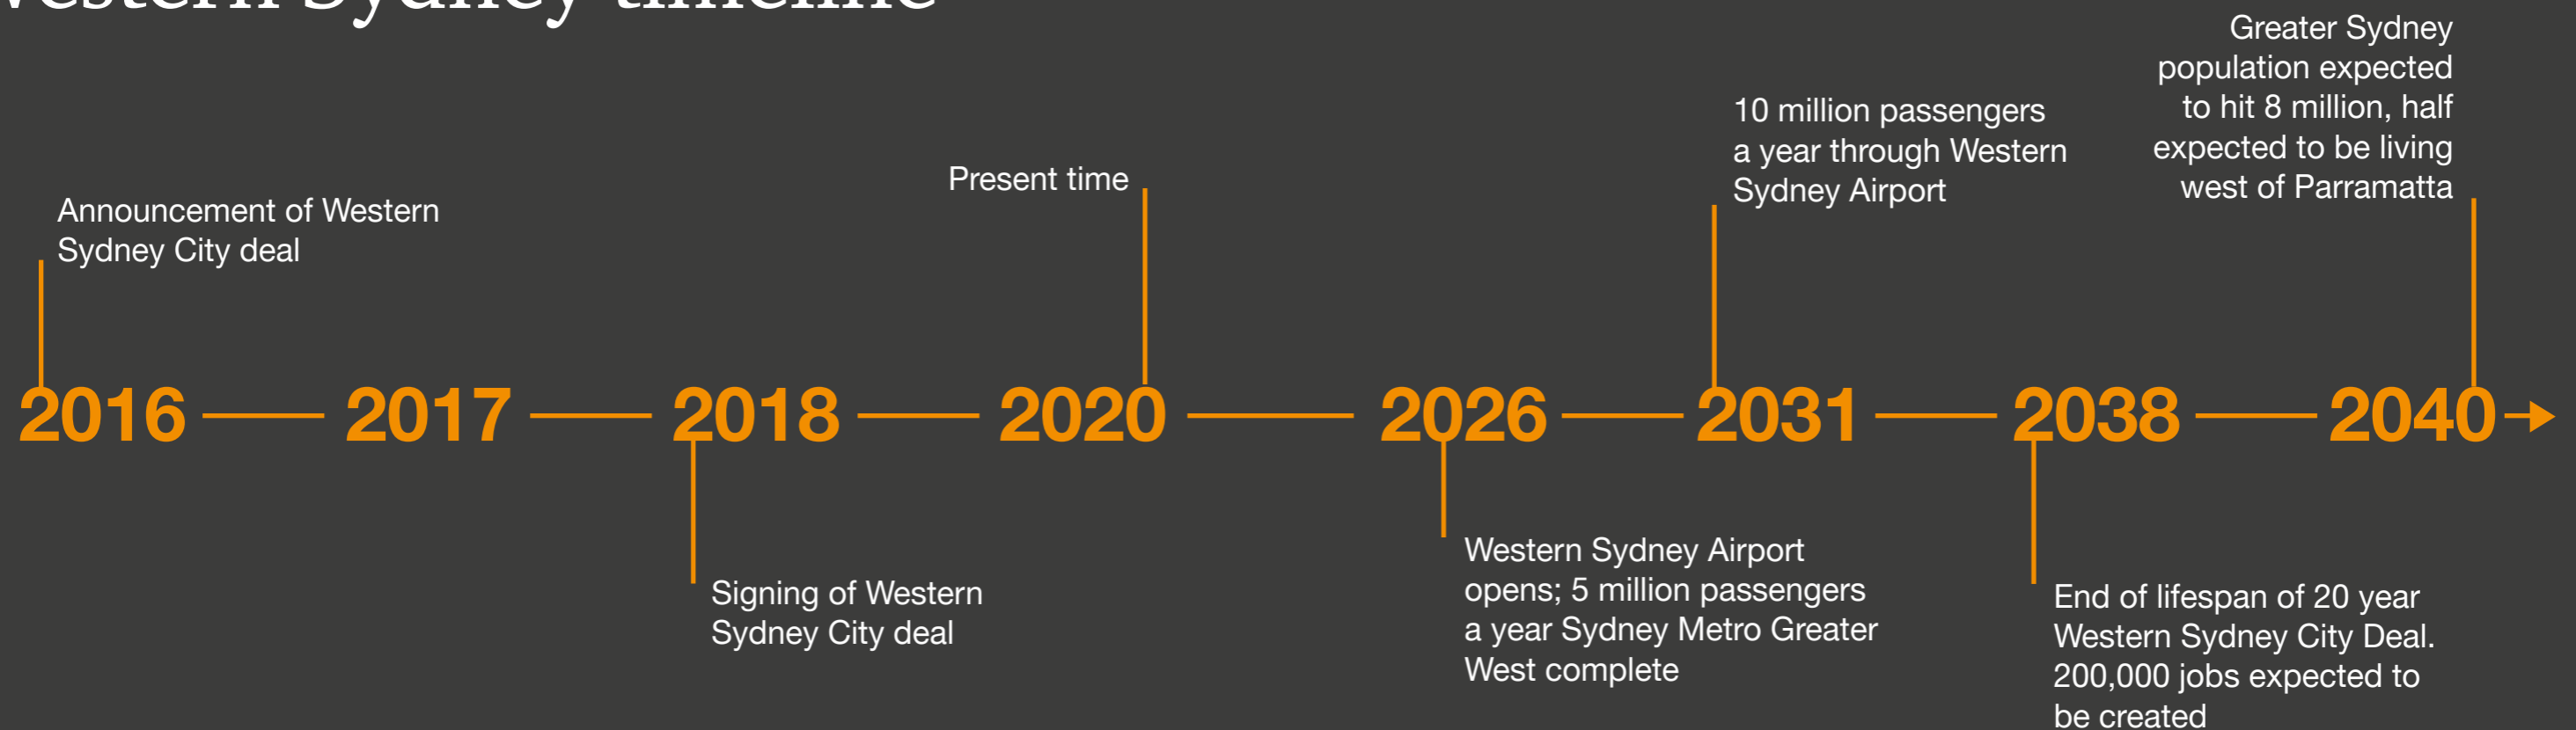 Western Sydney timeline
Announcement of Western
Sydney City deal
Present time
10 million passengers
a year through Western
Sydney Airport
Greater Sydney
population expected
to hit 8 million, half
expected to be living
west of Parramatta
2016 2017 2018 2020 2026 2031 2038 2040
Signing of Western
Sydney City deal
Western Sydney Airport
opens; 5 million passengers
a year Sydney Metro Greater
West complete
End of lifespan of 20 year
Western Sydney City Deal.
200,000 jobs expected to
be created